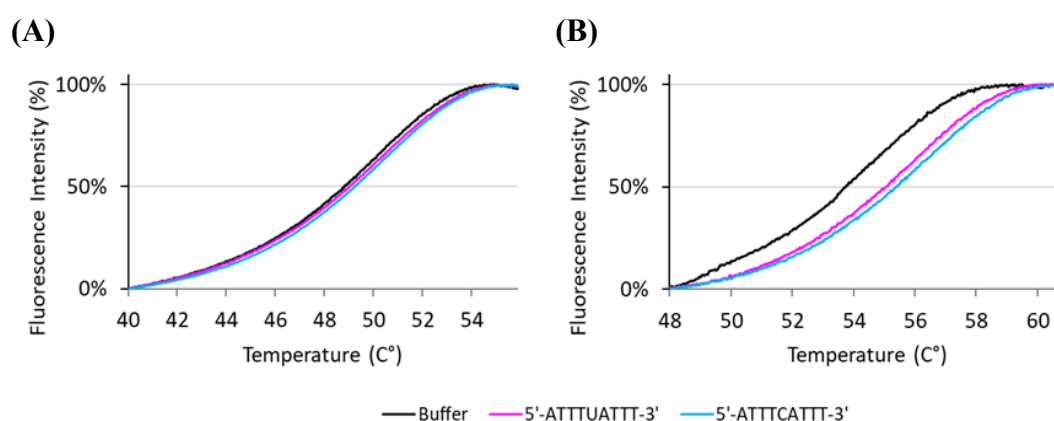 (A)
(B)
100%
50%
0%
Fluorescence Intensity (%)
40 42 44 46 48 50 52 54
Temperature (C°)
100%
50%
0%
Fluorescence Intensity (%)
48 50 52 54 56 58 60
Temperature (C°)
Buffer 5'-ATTTUATTT-3' 5'-ATTTCATTT-3'